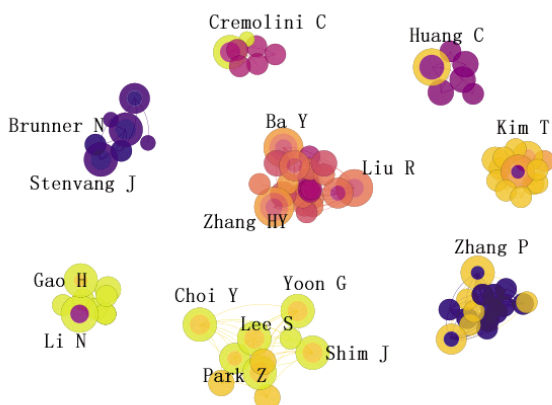 Cremolini C
Huang C
Brunner N
Ba Y
Kim T
Stenvang J
Liu R
Zhang HY
Zhang P
Gao H
Yoon G
Choi Y
Lee S
Li N
Shim J
Park Z